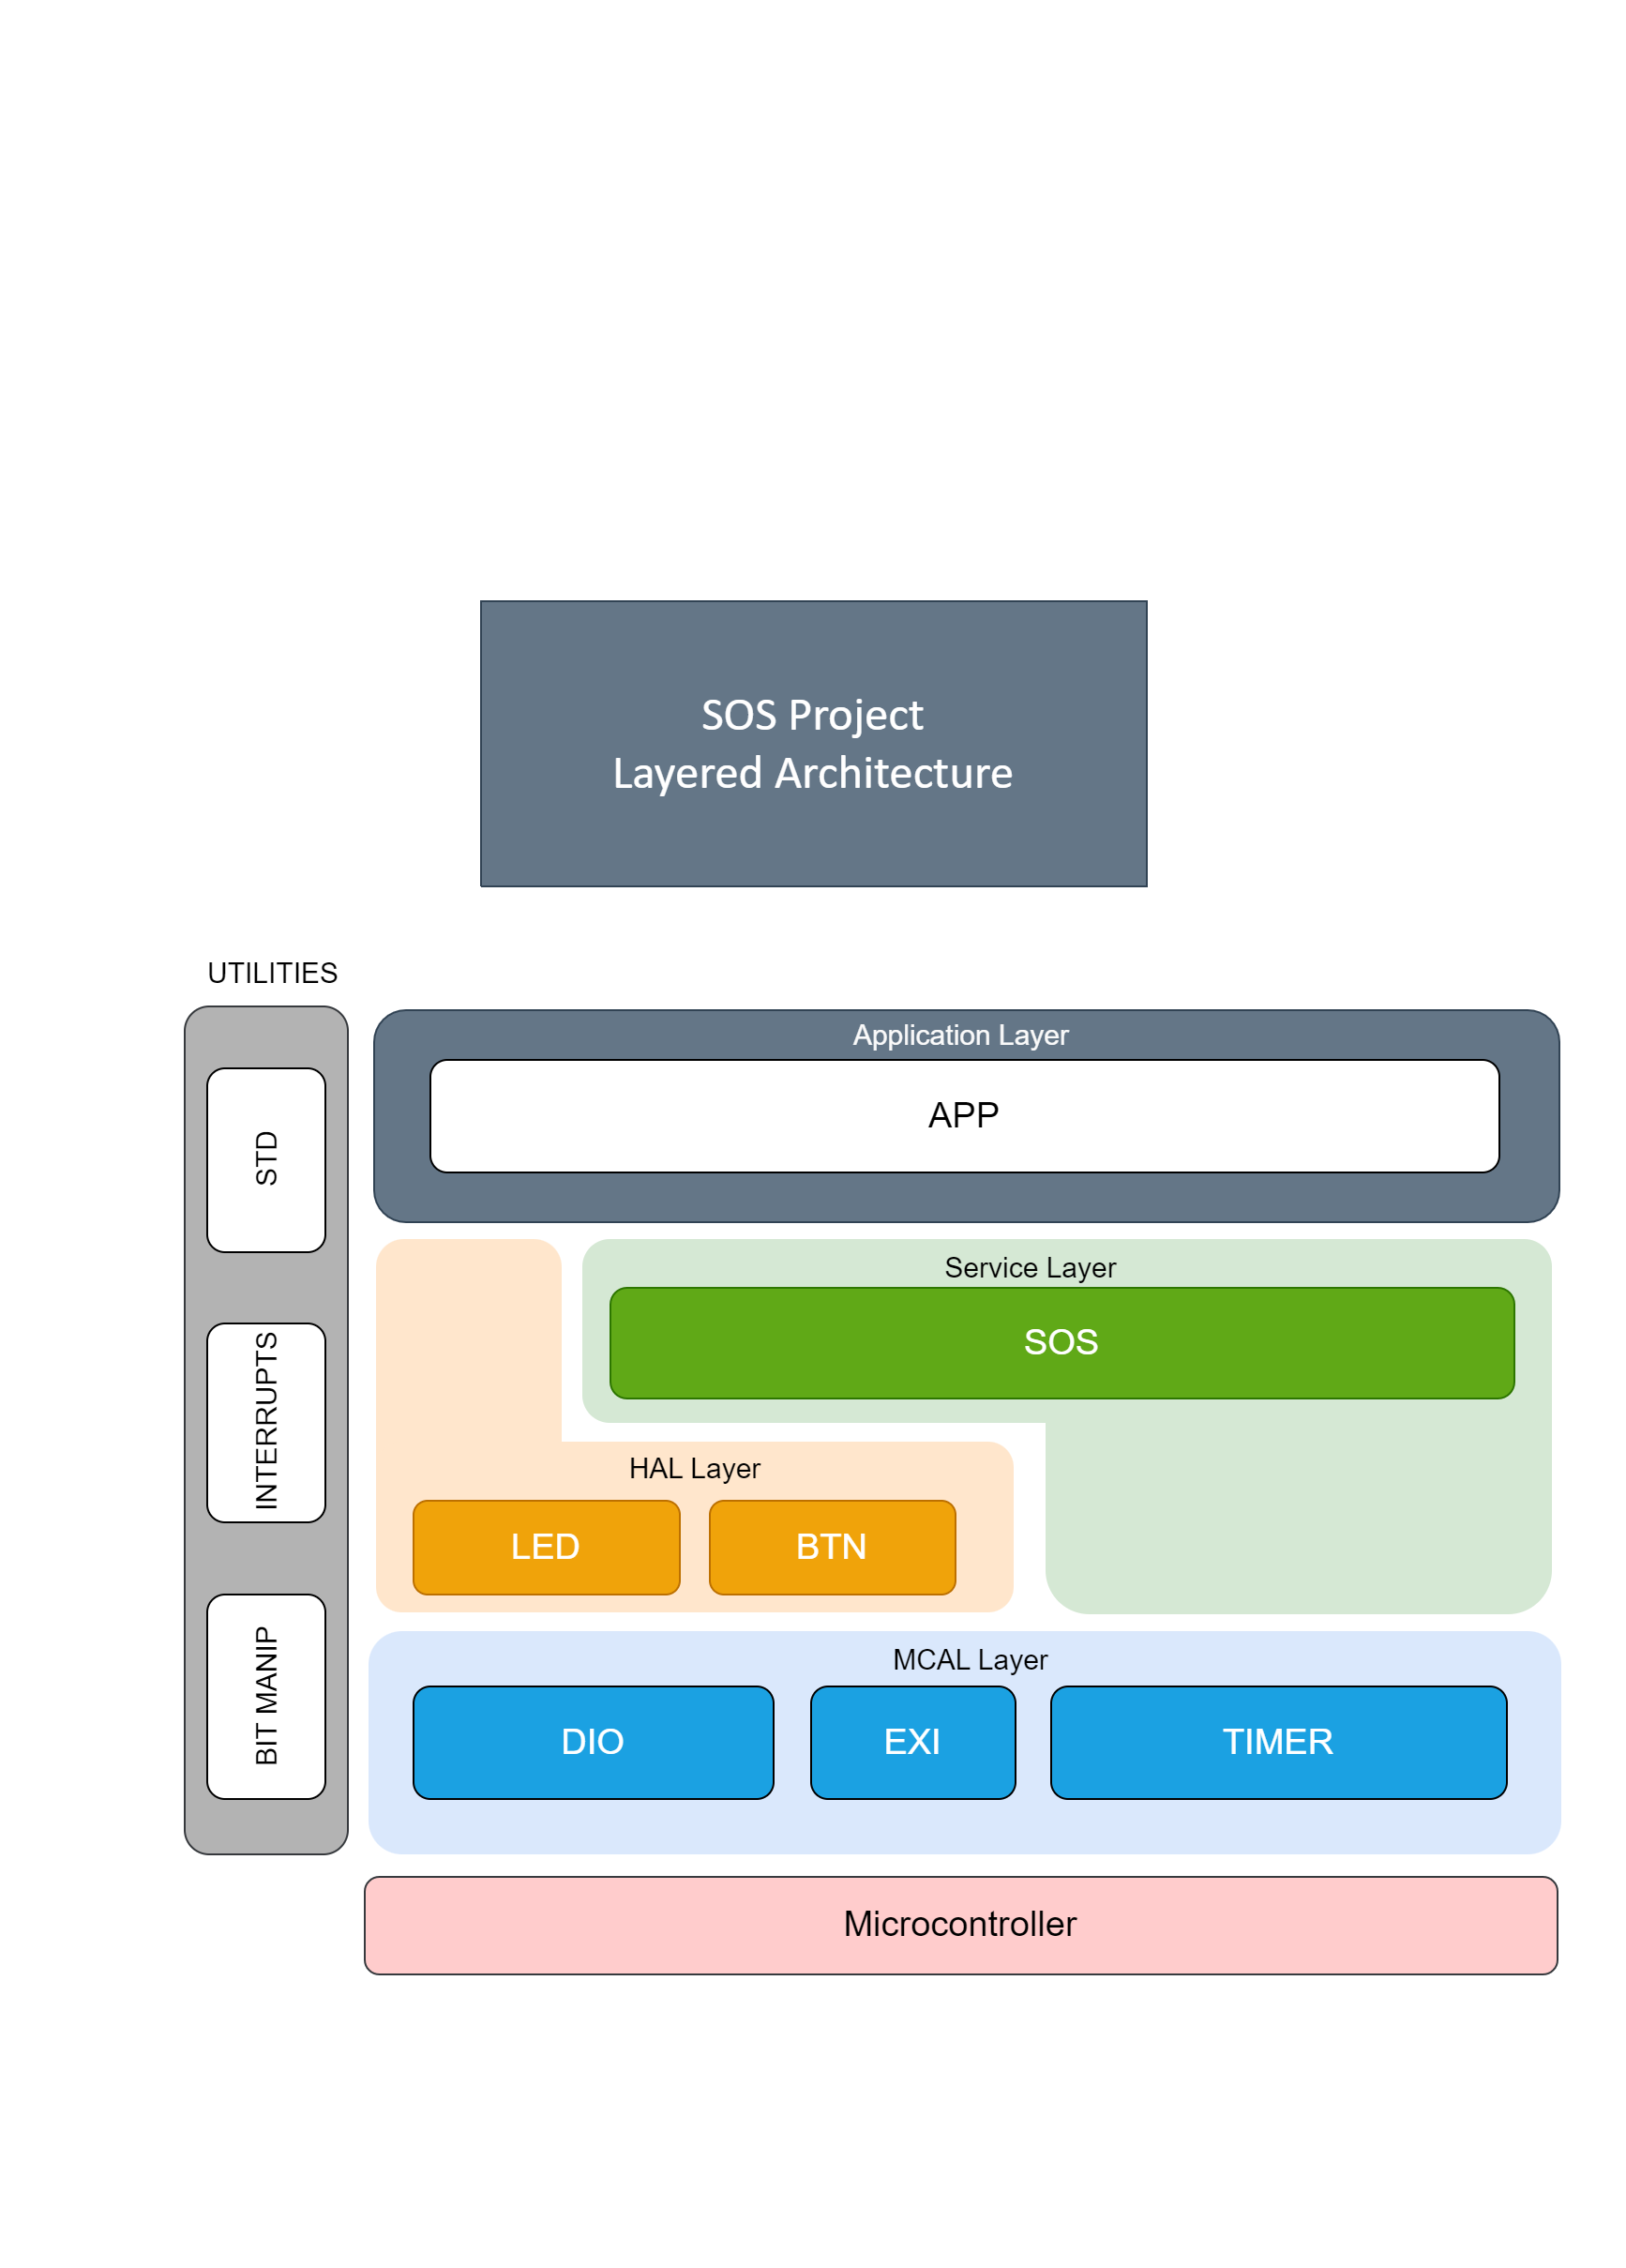 SOS Project
Layered Architecture
UTILITIES
STD
INTERRUPTS
BIT MANIP
Application Layer
APP
Service Layer
SOS
HAL Layer
LED
BTN
MCAL Layer
DIO
EXI
TIMER
Microcontroller